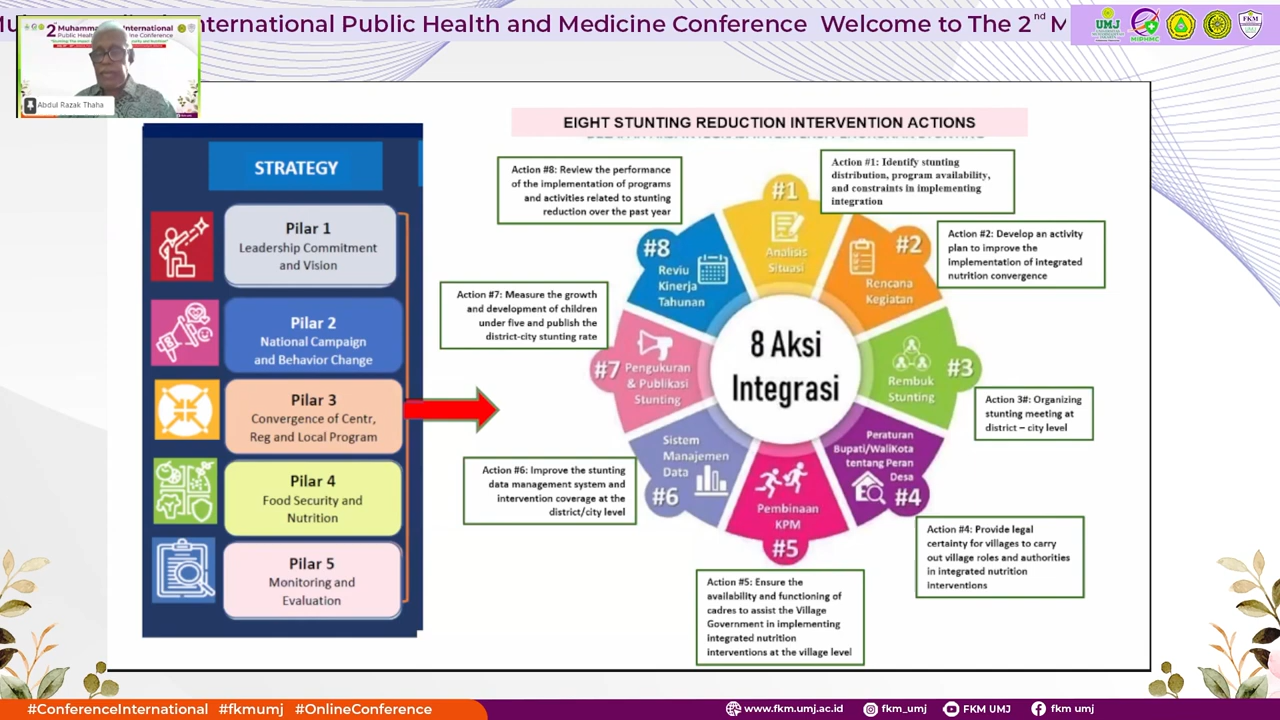 Mu
International Public Health and Medicine Conference Welcome to The 2nd M
UMJ
MIPHMC
FKM
2nd Muhammadiyah International
Public Health and Medicine Conference
Abdul Razak Thaha
STRATEGY
Pilar 1
Leadership Commitment
and Vision
Pilar 2
National Campaign
and Behavior Change
Pilar 3
Convergence of Centr,
Reg and Local Program
Pilar 4
Food Security and
Nutrition
Pilar 5
Monitoring and
Evaluation
EIGHT STUNTING REDUCTION INTERVENTION ACTIONS
Action #8: Review the performance
of the implementation of programs
and activities related to stunting
reduction over the past year
Action #1: Identify stunting
distribution, program availability,
and constraints in implementing
integration
Action #2: Develop an activity
plan to improve the
implementation of integrated
nutrition convergence
Action #7: Measure the growth
and development of children
under five and publish the
district-city stunting rate
Action 3#: Organizing
stunting meeting at
district – city level
Action #6: Improve the stunting
data management system and
intervention coverage at the
district/city level
Action #4: Provide legal
certainty for villages to carry
out village roles and authorities
in integrated nutrition
interventions
Action #5: Ensure the
availability and functioning of
cadres to assist the Village
Government in implementing
integrated nutrition
interventions at the village level
8 Aksi
Integrasi
#1
Analisis
Situasi
#2
Rencana
Kegiatan
#3
Rembuk
Stunting
Peraturan
Bupati/WaliKota
tentang Peran
Desa
#4
Pembinaan
KPM
#5
Sistem
Manajemen
Data
#6
#7
Pengukuran
& Publikasi
Stunting
#8
Reviu
Kinerja
Tahunan
#ConferenceInternational #fkmumj #OnlineConference
www.fkm.umj.ac.id
fkm_umj
FKM UMJ
fkm umj